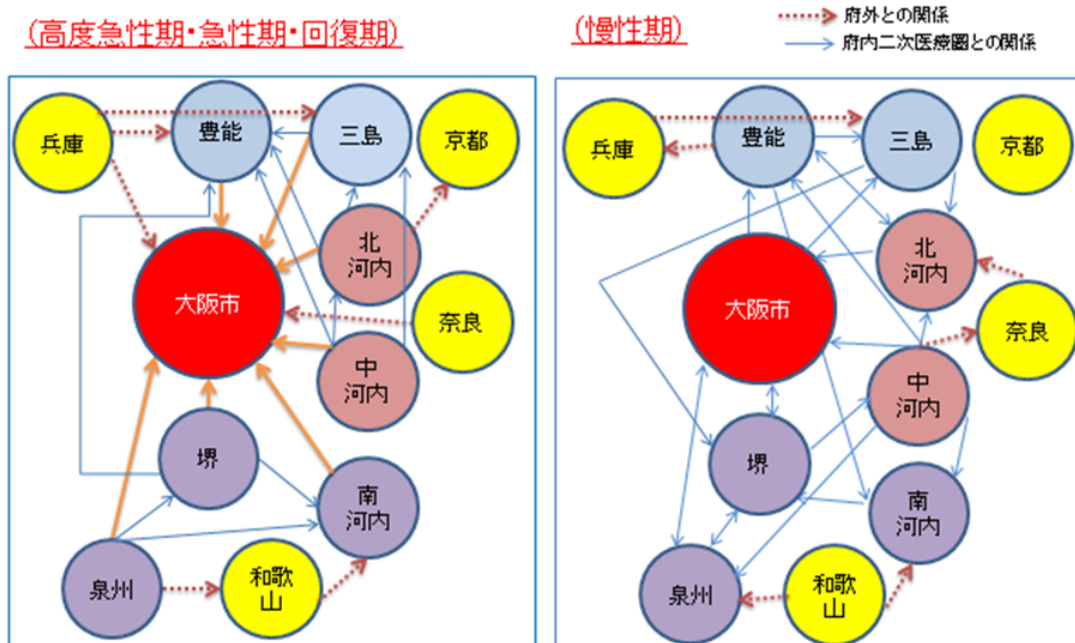 (高度急性期・急性期・回復期)
(慢性期)
府外との関係
府内二次医療圏との関係
兵庫
豊能
三島
京都
北
河内
大阪市
奈良
中
河内
堺
南
河内
泉州
和歌
山
兵庫
豊能
三島
京都
北
河内
大阪市
奈良
中
河内
堺
南
河内
泉州
和歌
山